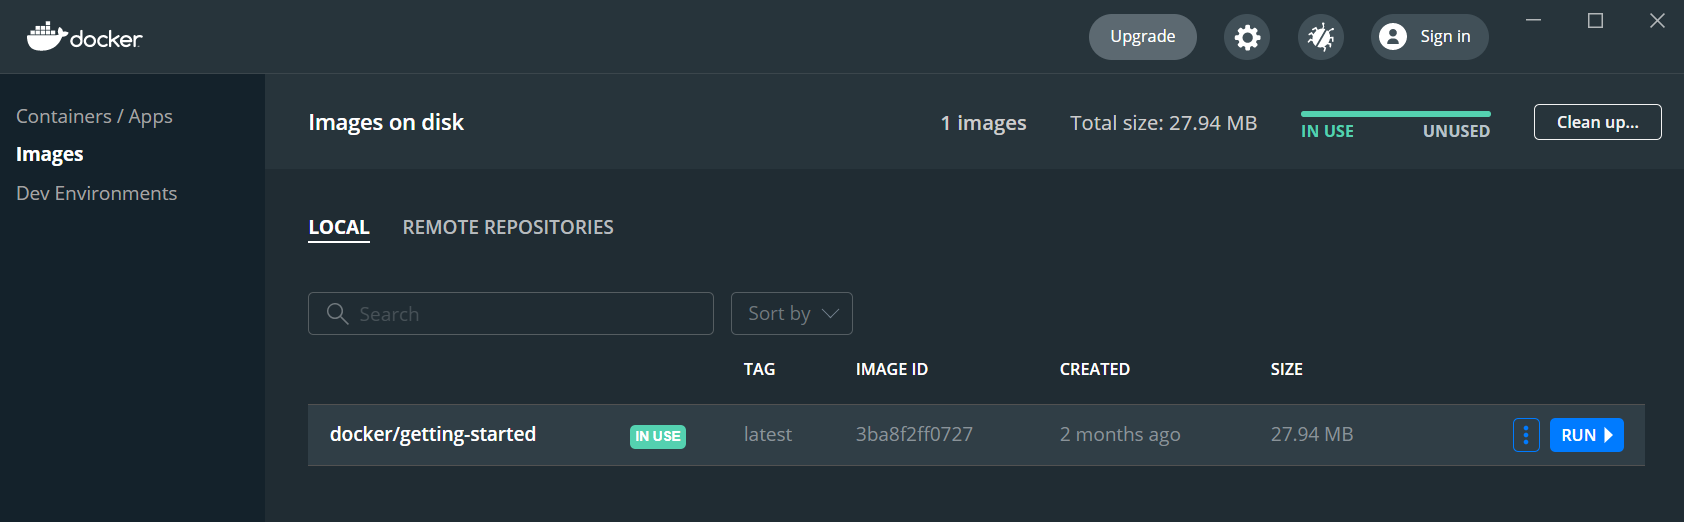 docker
Upgrade
Sign in
Containers / Apps
Images
Dev Environments
Images on disk
1 images
Total size: 27.94 MB
IN USE
UNUSED
Clean up...
LOCAL
REMOTE REPOSITORIES
Search
Sort by
TAG
IMAGE ID
CREATED
SIZE
docker/getting-started
IN USE
latest
3ba8f2ff0727
2 months ago
27.94 MB
RUN